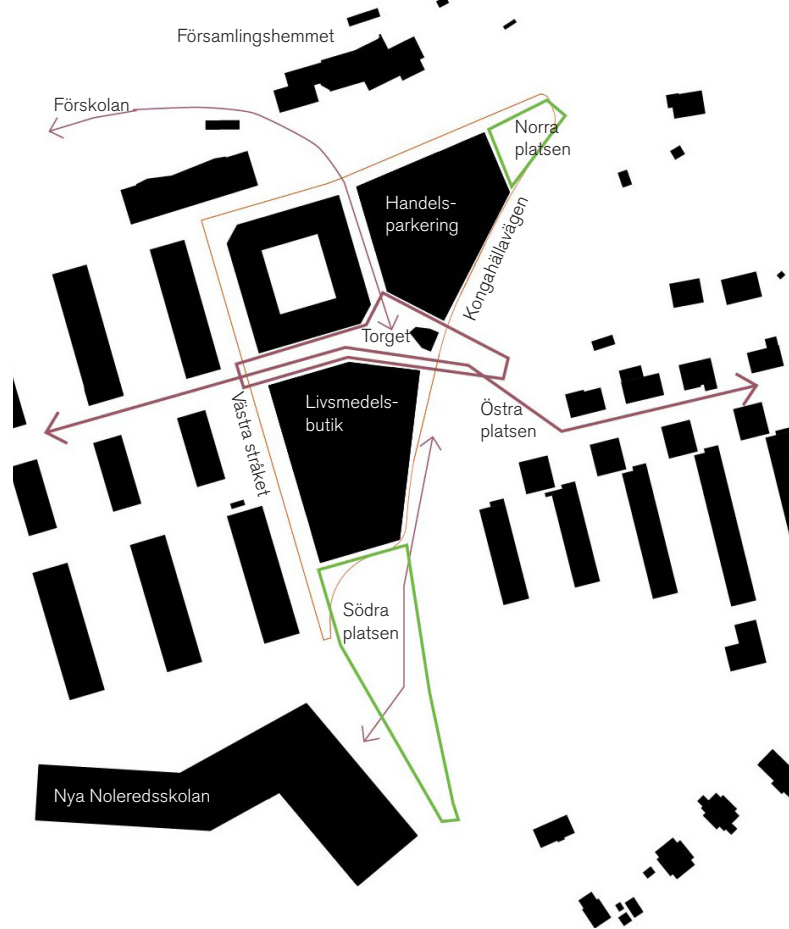 Församlingshemmet
Förskolan
Norra
platsen
Handels-
parkering
Kongahällavägen
Torget
Livsmedels-
butik
Östra
platsen
Västra stråket
Södra
platsen
Nya Noleredsskolan